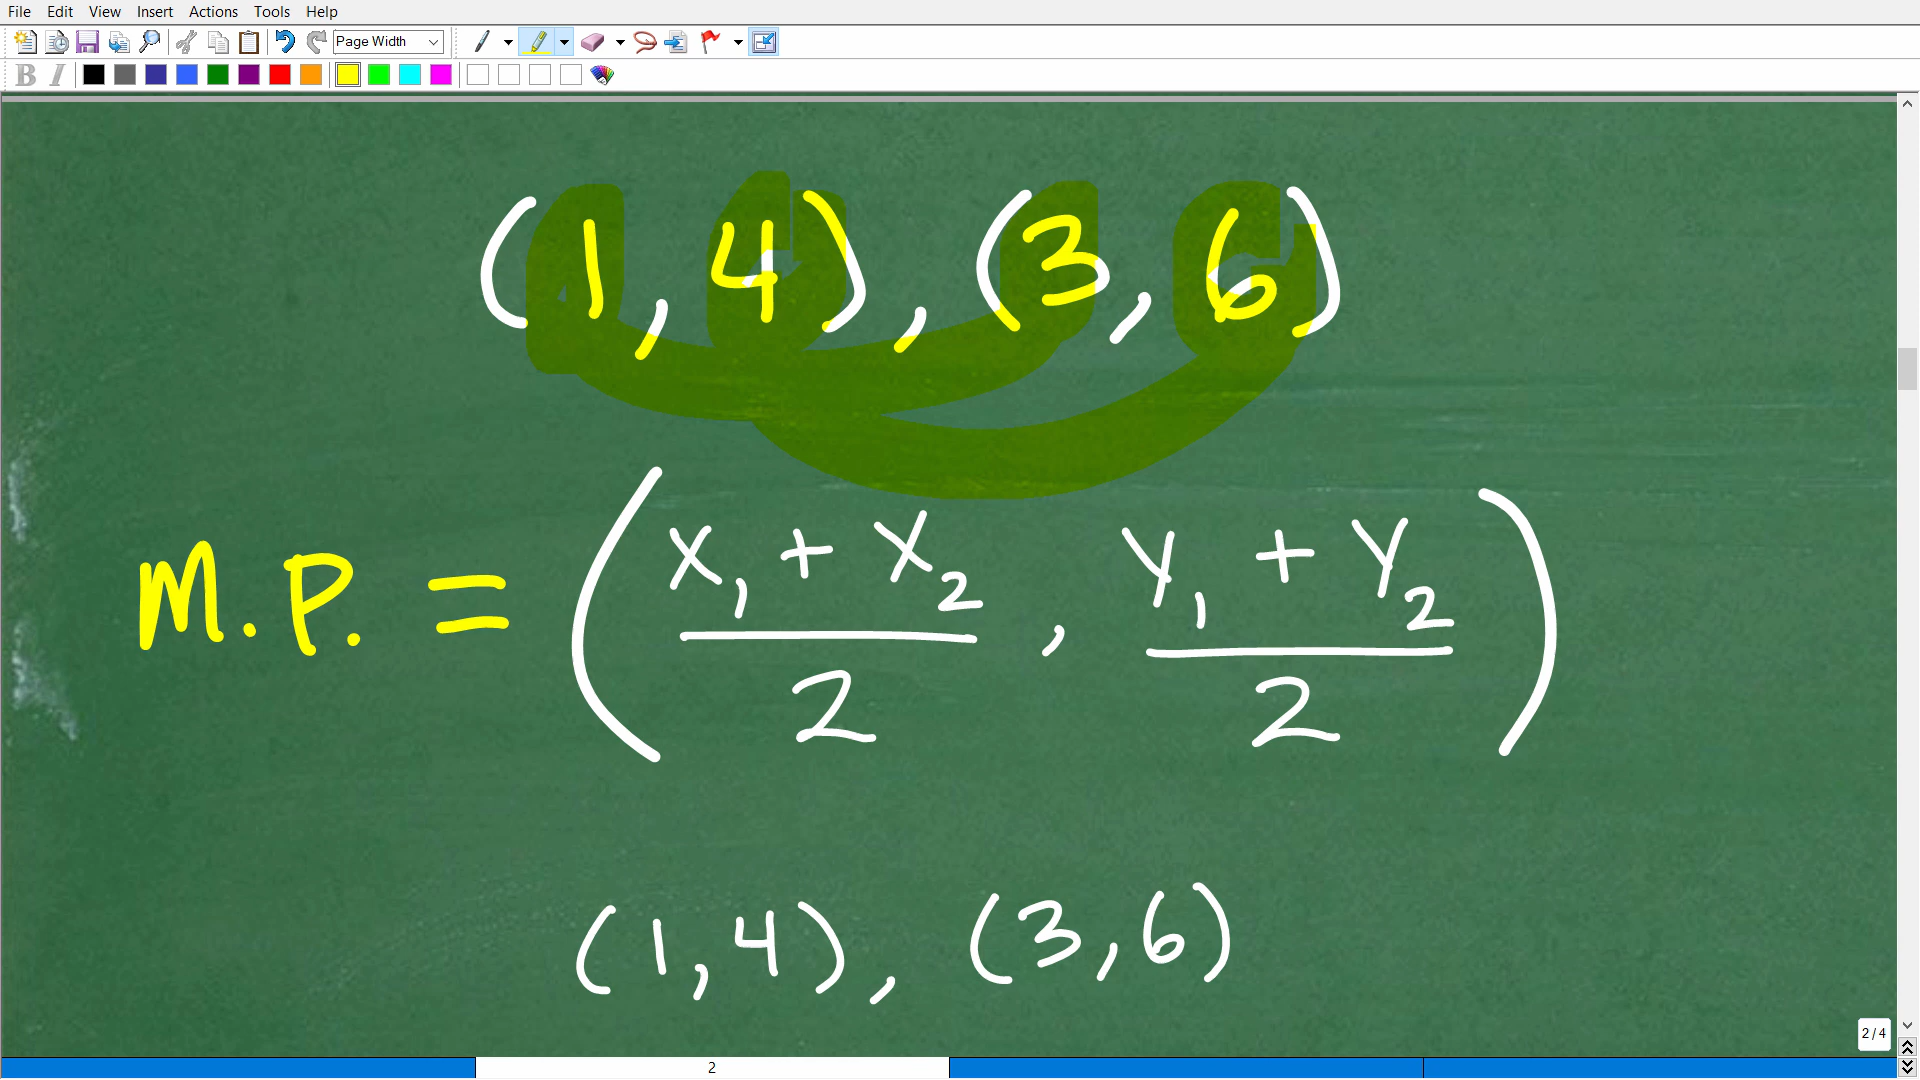 File Edit View Insert Actions Tools Help
Page Width
B I
(1, 4), (3, 6)
M.P. = (x₁ + x₂ / 2, y₁ + y₂ / 2)
(1, 4), (3, 6)
2 / 4
2